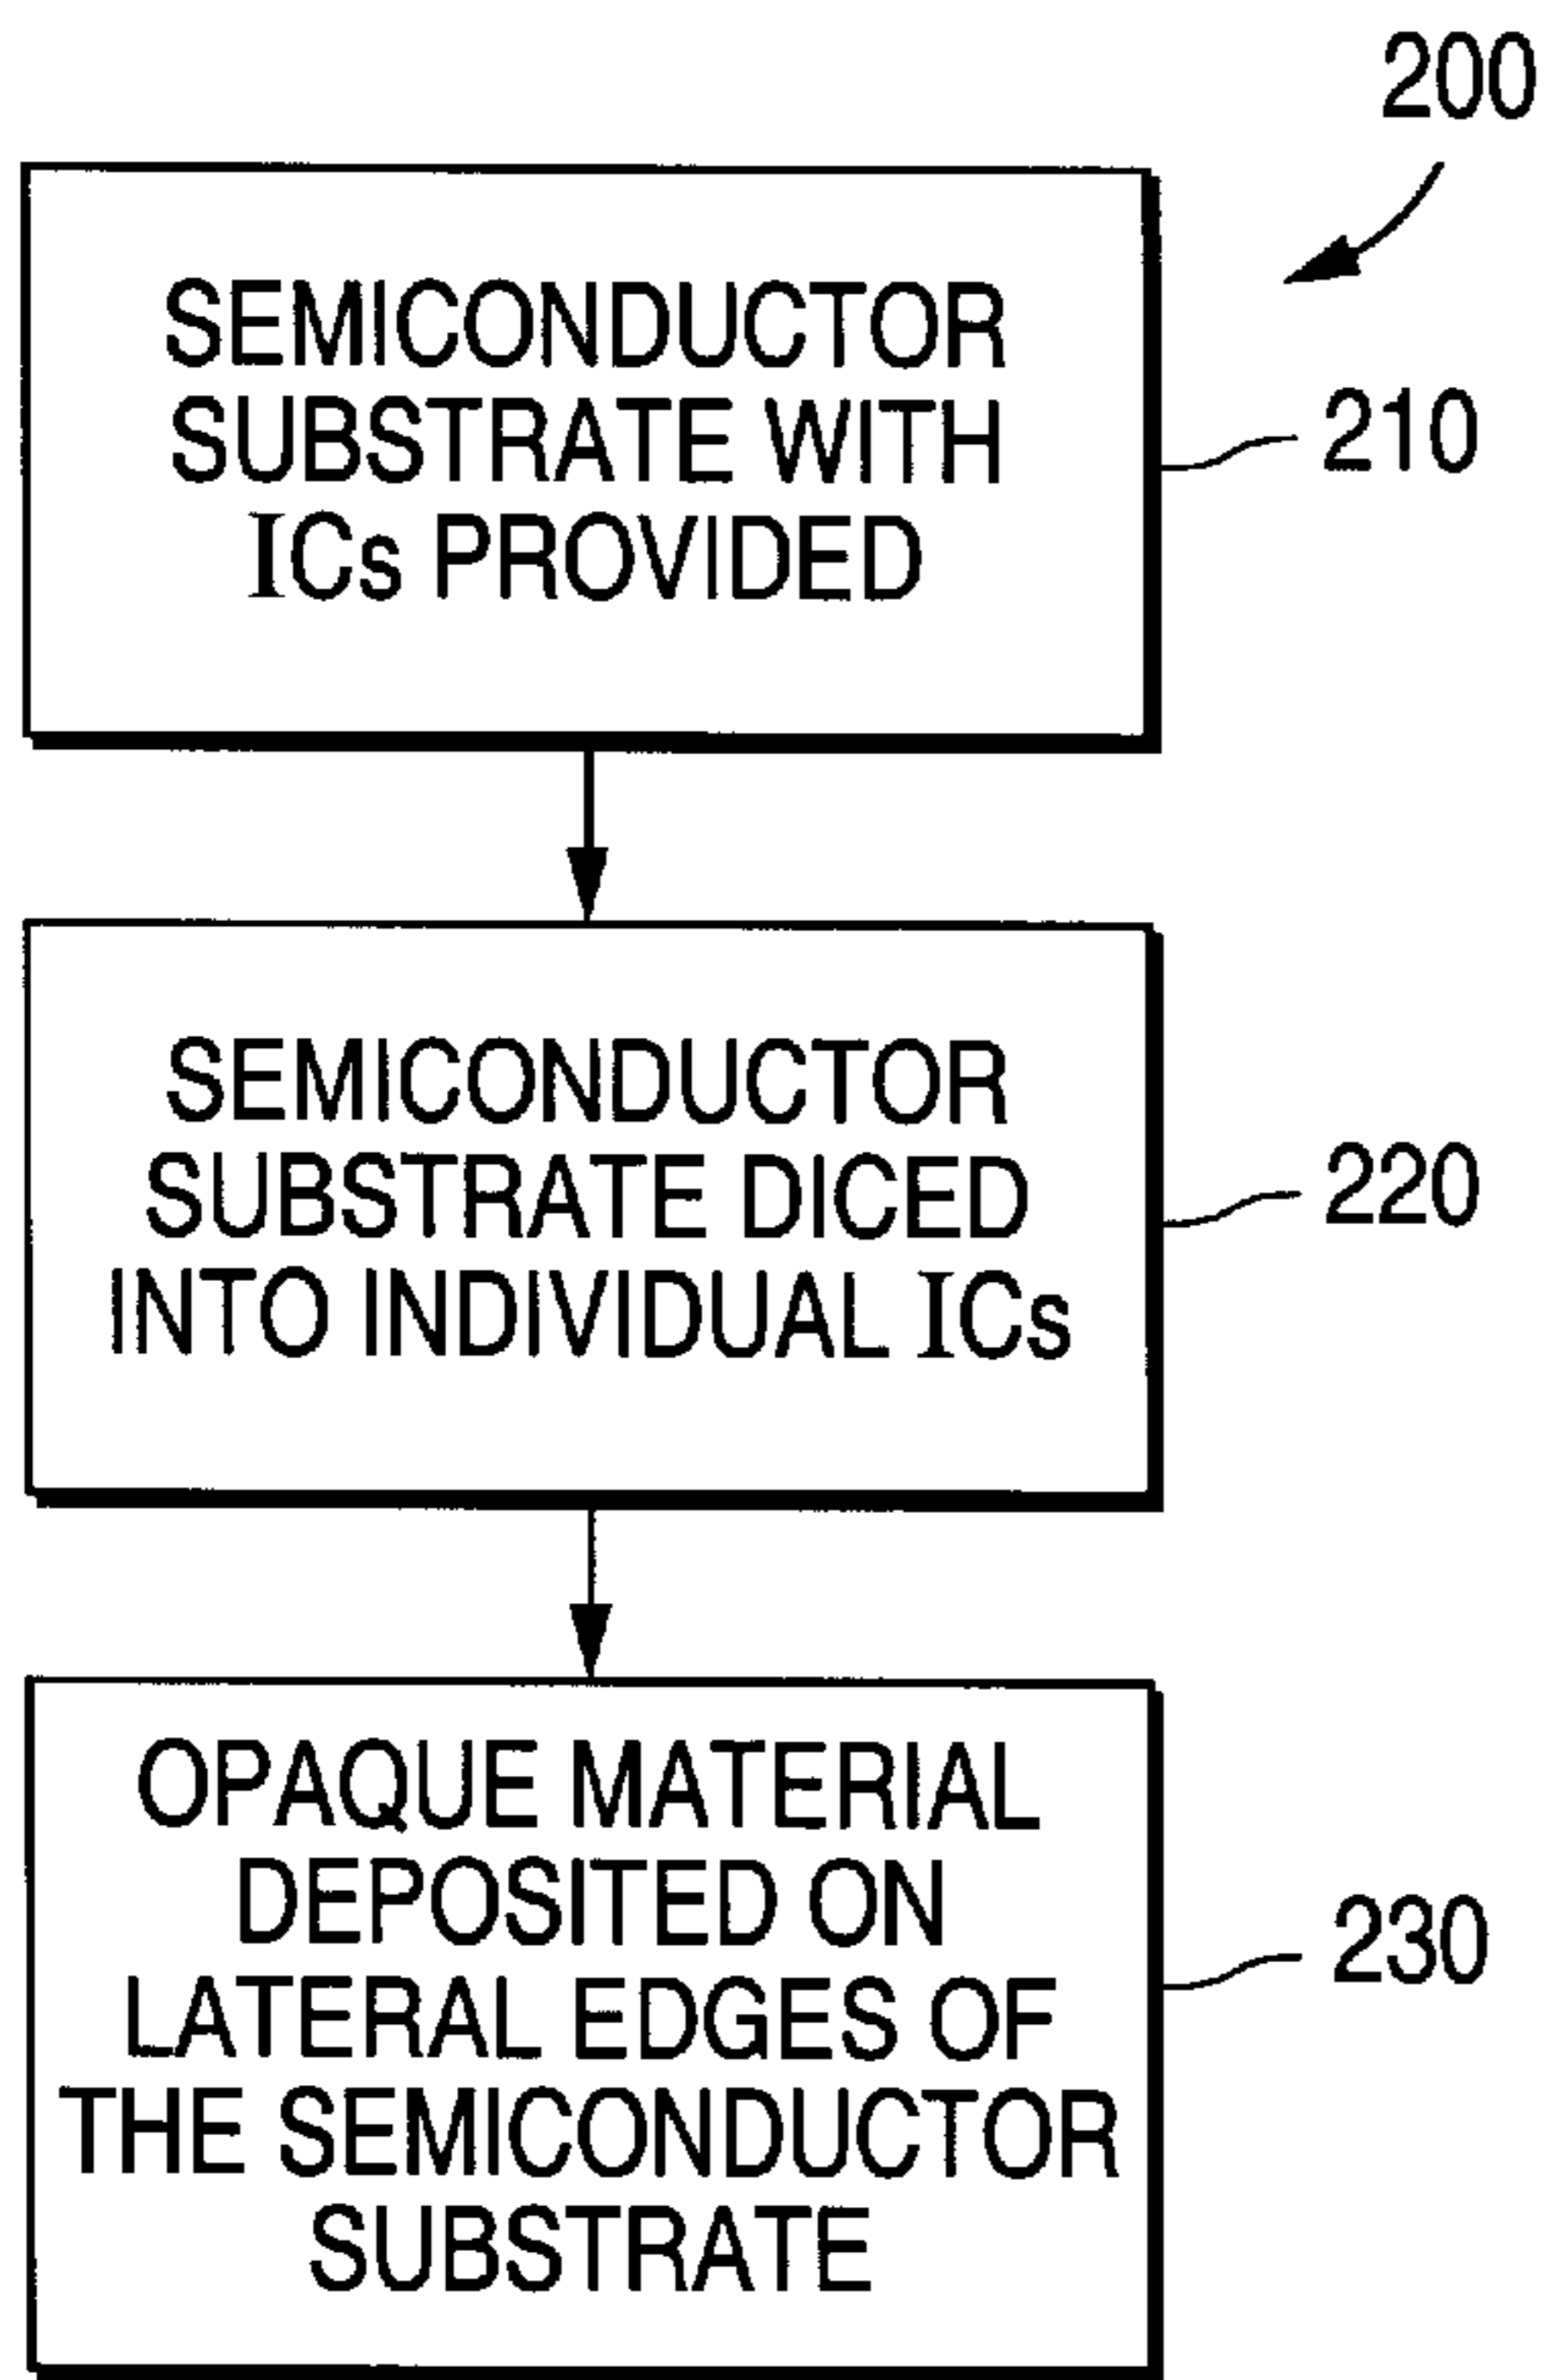 200
SEMICONDUCTOR
SUBSTRATE WITH
ICs PROVIDED
210
SEMICONDUCTOR
SUBSTRATE DICED
INTO INDIVIDUAL ICs
220
OPAQUE MATERIAL
DEPOSITED ON
LATERAL EDGES OF
THE SEMICONDUCTOR
SUBSTRATE
230